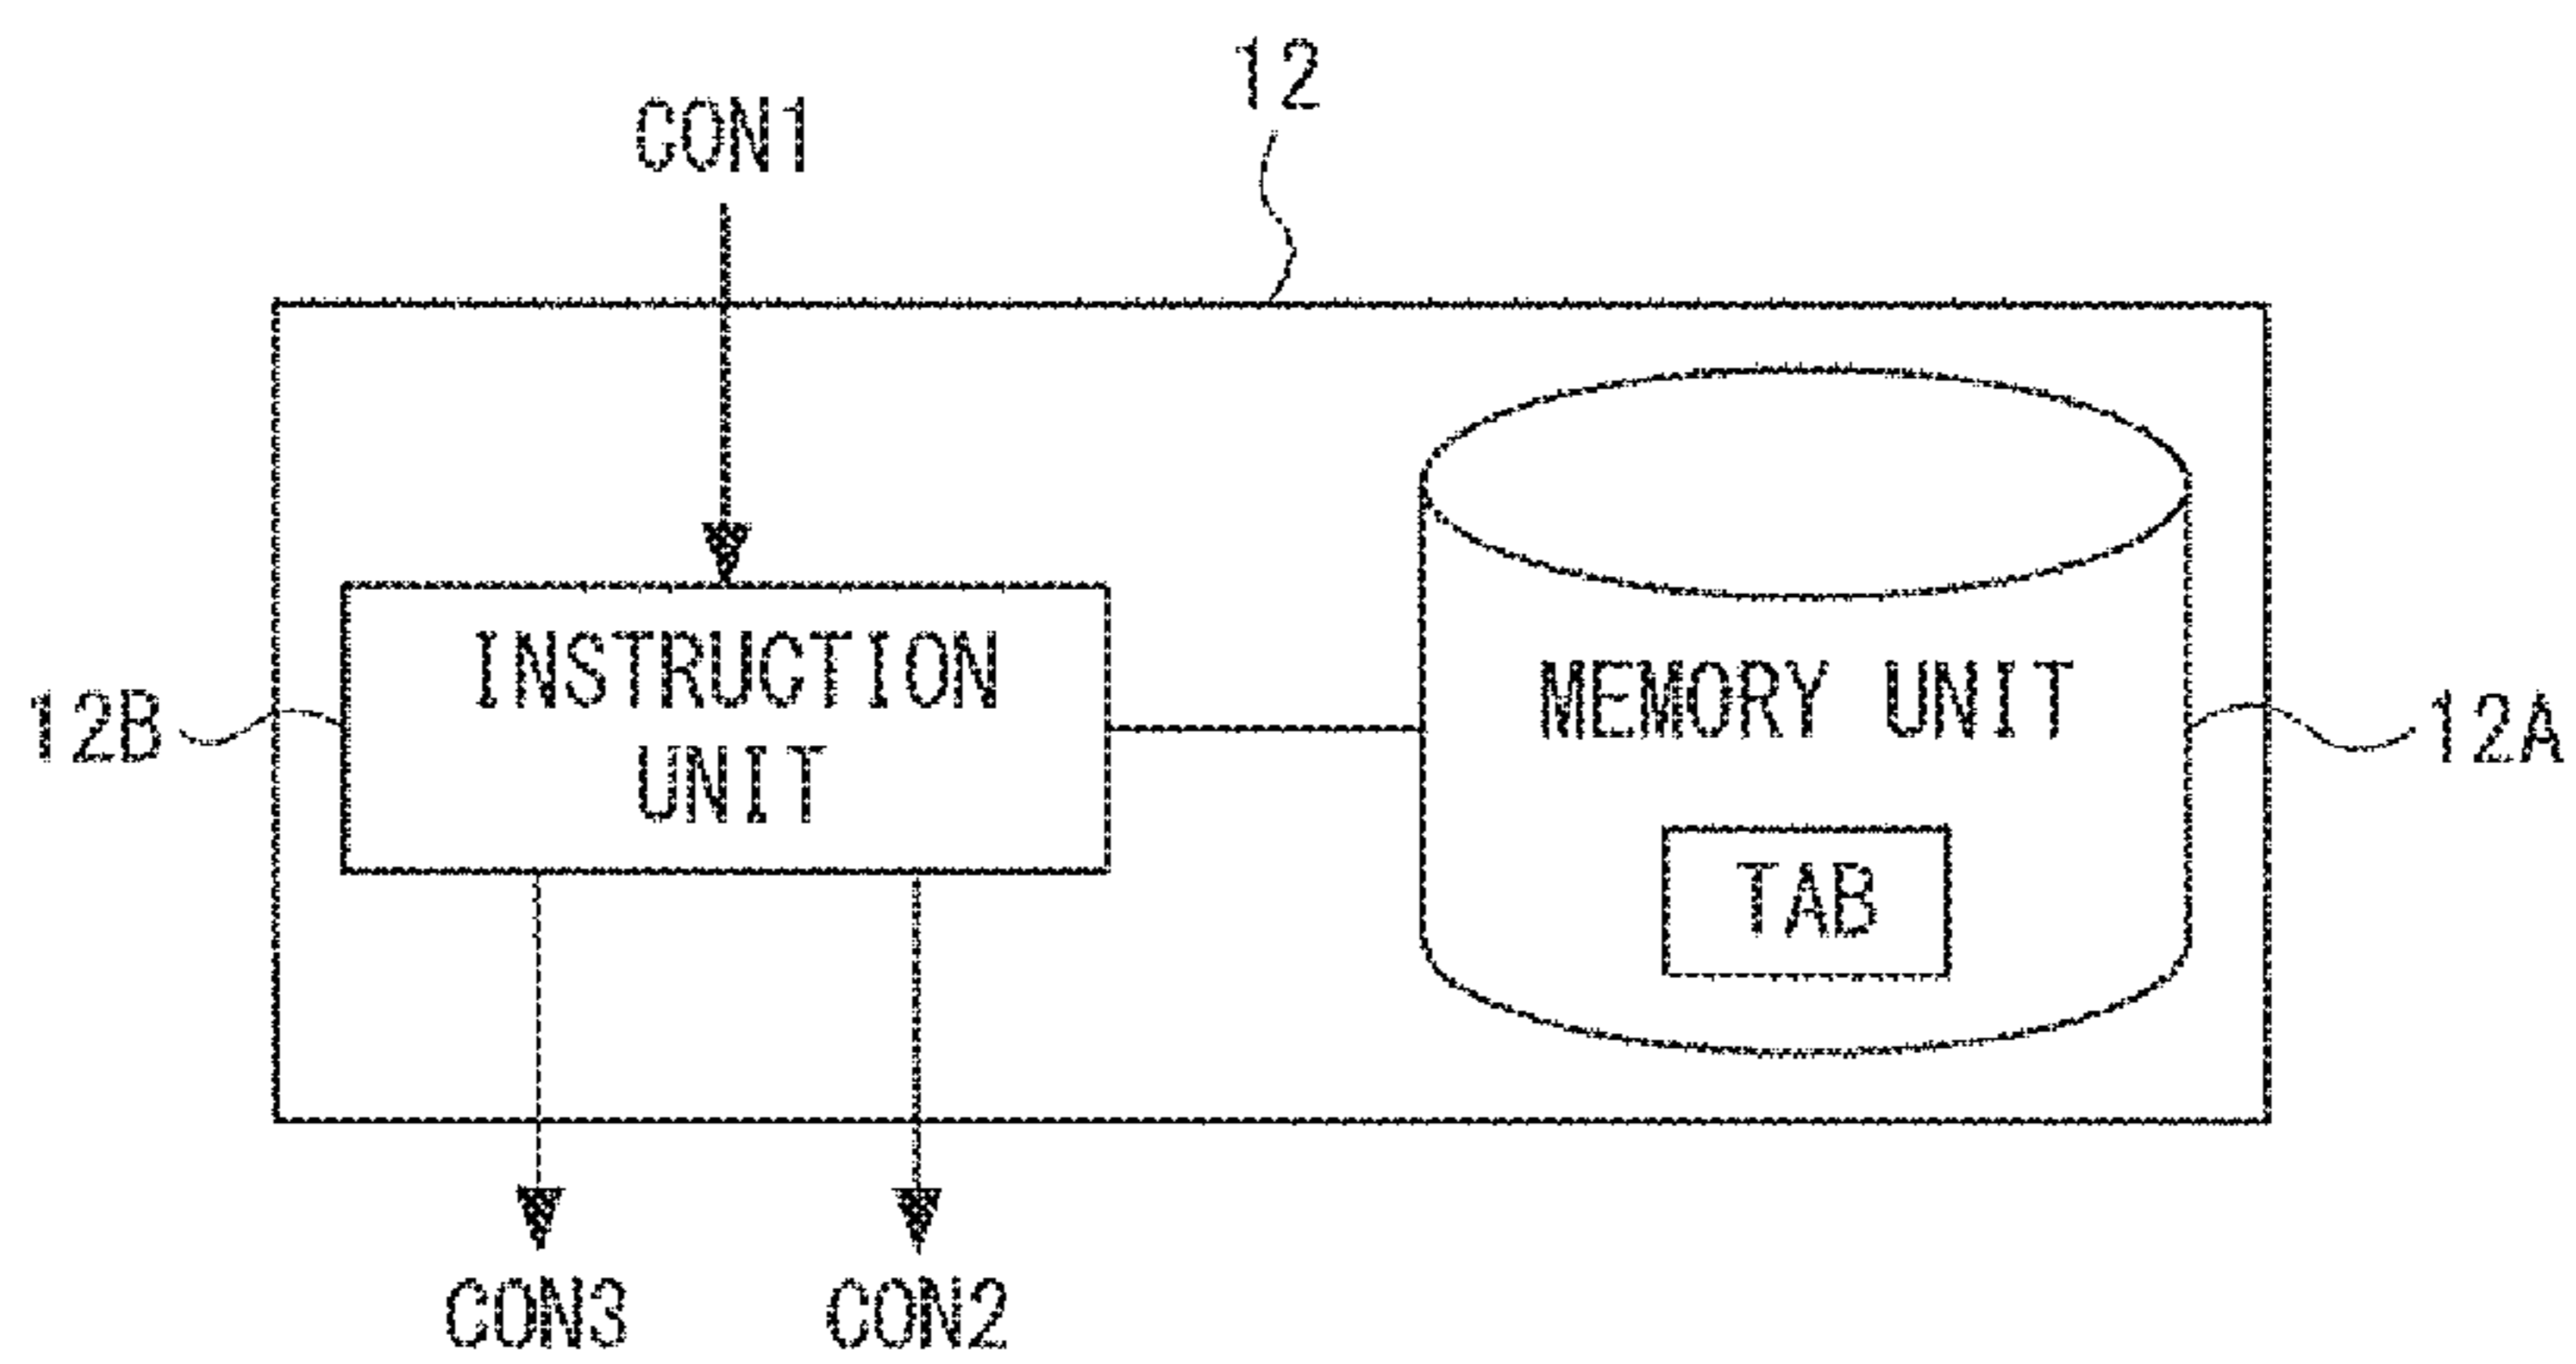 12
CON1
INSTRUCTION
UNIT
MEMORY UNIT
12B
12A
TAB
CON3
CON2